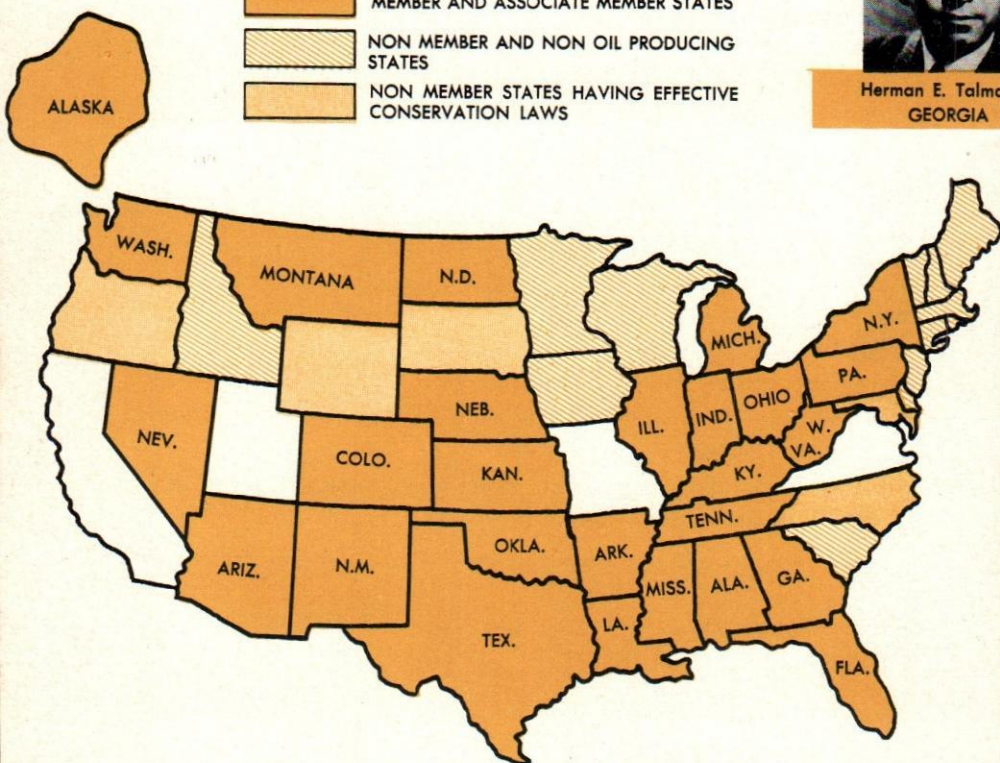 MEMBER AND ASSOCIATE MEMBER STATES
NON MEMBER AND NON OIL PRODUCING
STATES
NON MEMBER STATES HAVING EFFECTIVE
CONSERVATION LAWS
Herman E.
GEORGIA
ALASKA
WASH.
MONTANA
N.D.
MICH.
N.Y.
PA.
NEB.
ILL.
IND.
OHIO
W.
VA.
NEV.
COLO.
KAN.
KY.
TENN.
OKLA.
ARK.
ARIZ.
N.M.
MISS.
ALA.
GA.
TEX.
LA.
FLA.